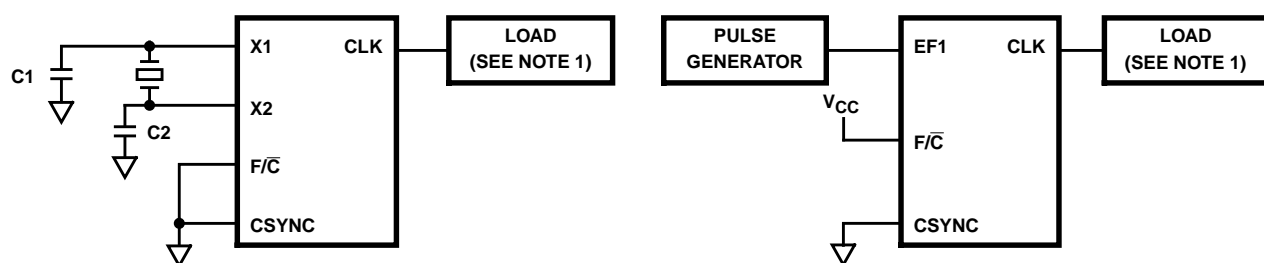 X1
CLK
LOAD
(SEE NOTE 1)
C1
X2
C2
F/C̅
CSYNC
PULSE
GENERATOR
EF1
CLK
LOAD
(SEE NOTE 1)
VCC
F/C̅
CSYNC